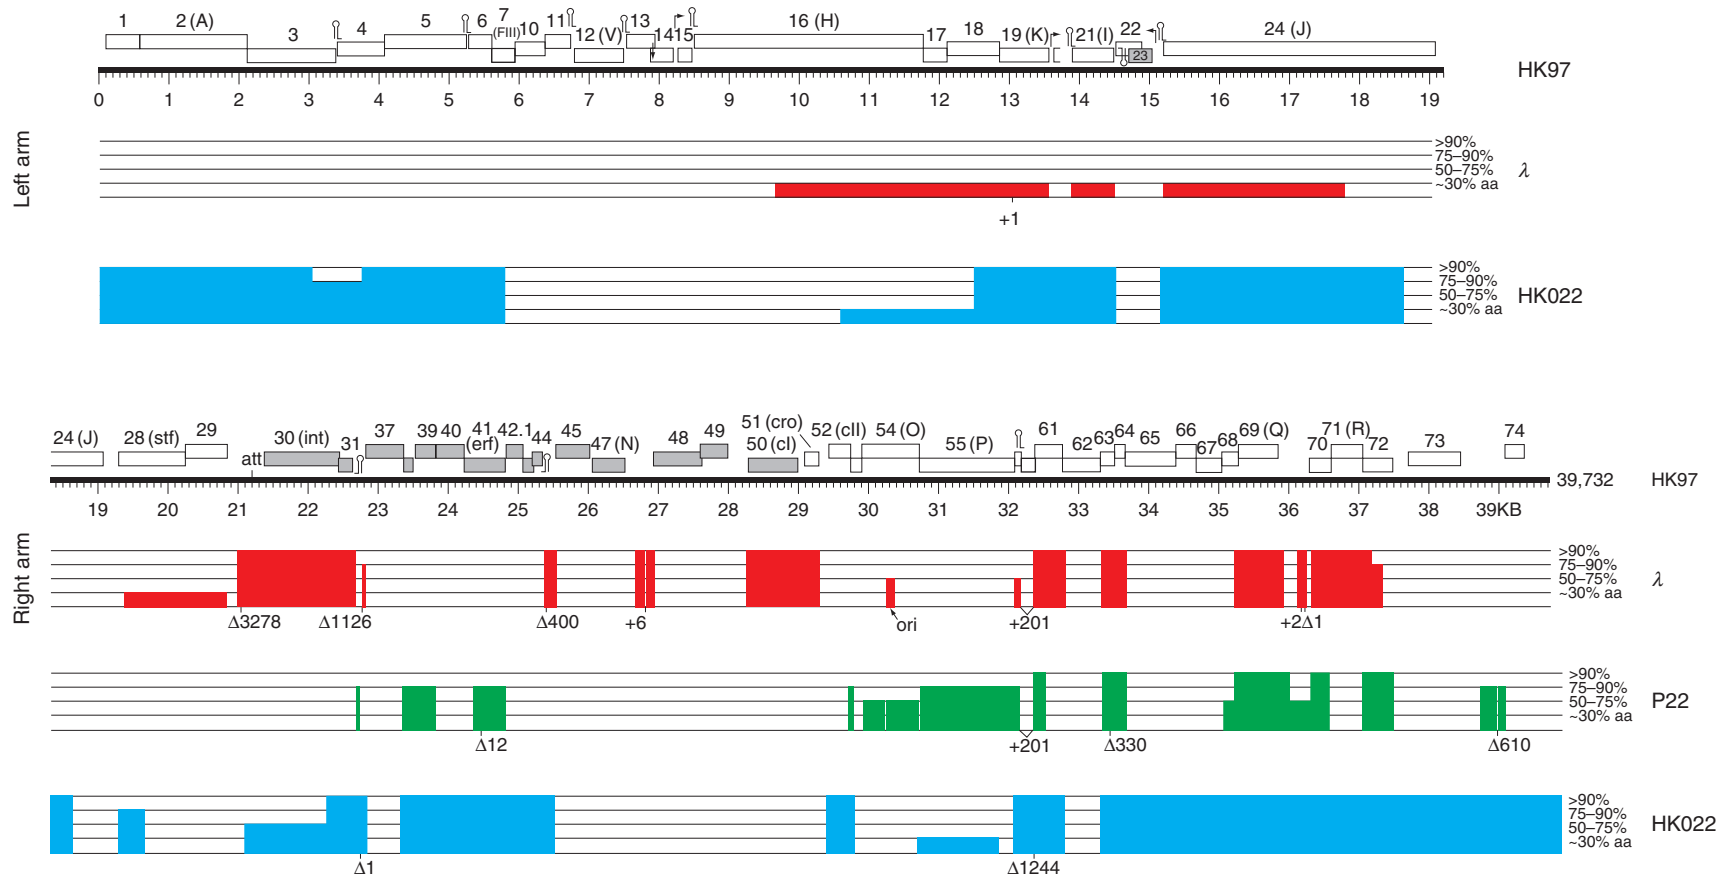 1 2 (A) 3 4 5 6 7 (FIII) 10 11 12 (V) 13 14 15 16 (H) 17 18 19 (K) 21(I) 22 23 24 (J)
HK97
0 1 2 3 4 5 6 7 8 9 10 11 12 13 14 15 16 17 18 19
Left arm
>90%
75–90%
50–75%
~30% aa
λ
+1
>90%
75–90%
50–75%
~30% aa
HK022
24 (J) 28 (stf) 29 att 30 (int) 31 37 39 40 41 (erf) 42.1 44 45 47 (N) 48 49 50 (cI) 51 (cro) 52 (cII) 54 (O) 55 (P) 61 62 63 64 65 66 67 68 69 (Q) 70 71 (R) 72 73 74
39,732 HK97
19 20 21 22 23 24 25 26 27 28 29 30 31 32 33 34 35 36 37 38 39KB
Right arm
>90%
75–90%
50–75%
~30% aa
λ
Δ3278 Δ1126 Δ400 +6 ori +201 +2Δ1
>90%
75–90%
50–75%
~30% aa
P22
Δ12 +201 Δ330 Δ610
>90%
75–90%
50–75%
~30% aa
HK022
Δ1 Δ1244